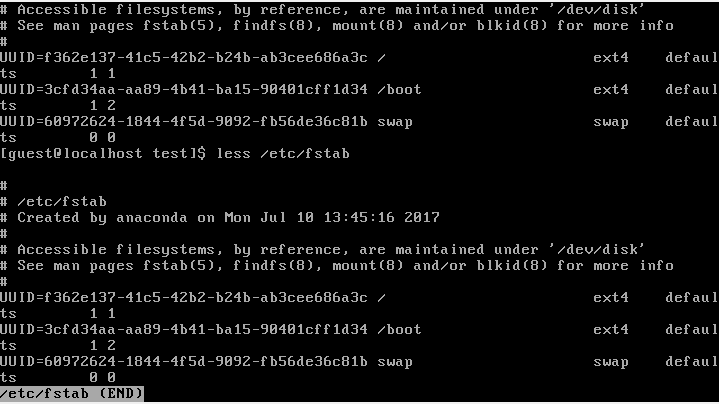 # Accessible filesystems, by reference, are maintained under '/dev/disk'
# See man pages fstab(5), findfs(8), mount(8) and/or blkid(8) for more info
#
UUID=f362e137-41c5-42b2-b24b-ab3cee686a3c /                       ext4    defaul
ts        1 1
UUID=3cfd34aa-aa89-4b41-ba15-90401cff1d34 /boot                   ext4    defaul
ts        1 2
UUID=60972624-1844-4f5d-9092-fb56de36c81b swap                    swap    defaul
ts        0 0
[guest@localhost test]$ less /etc/fstab

#
# /etc/fstab
# Created by anaconda on Mon Jul 10 13:45:16 2017
#
# Accessible filesystems, by reference, are maintained under '/dev/disk'
# See man pages fstab(5), findfs(8), mount(8) and/or blkid(8) for more info
#
UUID=f362e137-41c5-42b2-b24b-ab3cee686a3c /                       ext4    defaul
ts        1 1
UUID=3cfd34aa-aa89-4b41-ba15-90401cff1d34 /boot                   ext4    defaul
ts        1 2
UUID=60972624-1844-4f5d-9092-fb56de36c81b swap                    swap    defaul
ts        0 0
/etc/fstab (END)